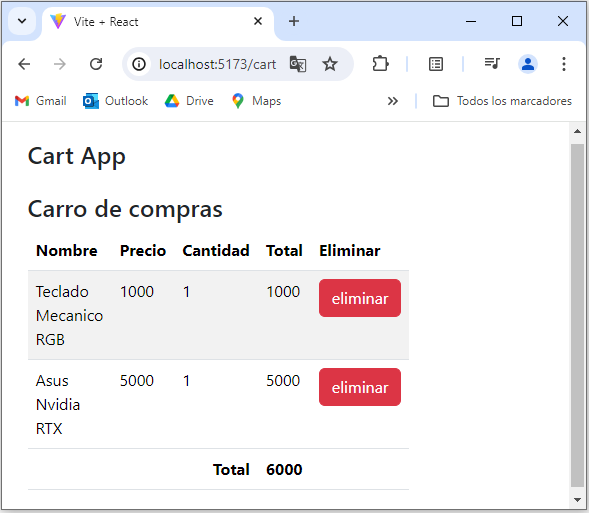 Vite + React
localhost:5173/cart
Gmail Outlook Drive Maps Todos los marcadores
Cart App
Carro de compras
Nombre Precio Cantidad Total Eliminar
Teclado 1000 1 1000 eliminar
Mecanico
RGB
Asus 5000 1 5000 eliminar
Nvidia
RTX
Total 6000